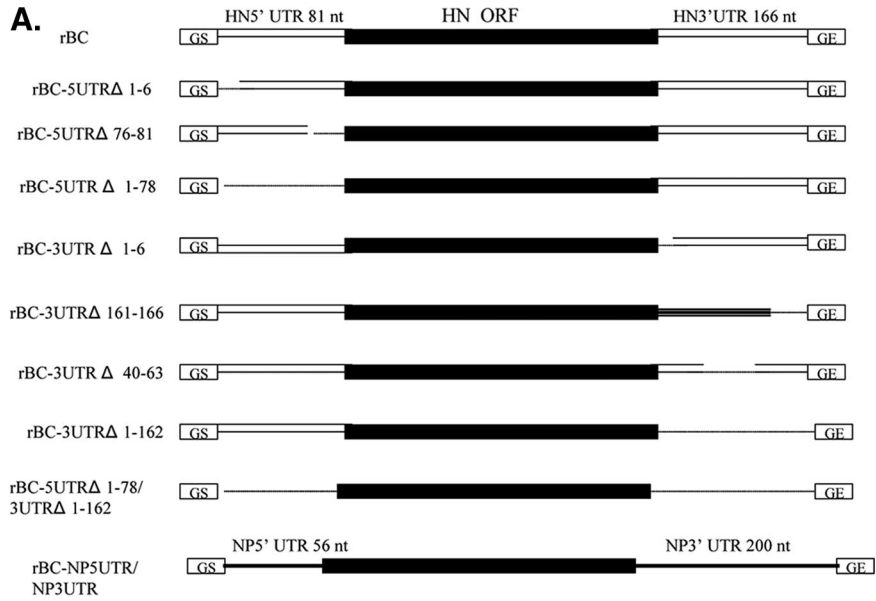 A.
HN5' UTR 81 nt HN ORF HN3'UTR 166 nt
rBC GS GE
rBC-5UTRΔ 1-6 GS GE
rBC-5UTRΔ 76-81 GS GE
rBC-5UTR Δ 1-78 GS GE
rBC-3UTR Δ 1-6 GS GE
rBC-3UTRΔ 161-166 GS GE
rBC-3UTR Δ 40-63 GS GE
rBC-3UTRΔ 1-162 GS GE
rBC-5UTRΔ 1-78/ GS GE
3UTRΔ 1-162
NP5' UTR 56 nt NP3' UTR 200 nt
rBC-NP5UTR/ GS GE
NP3UTR